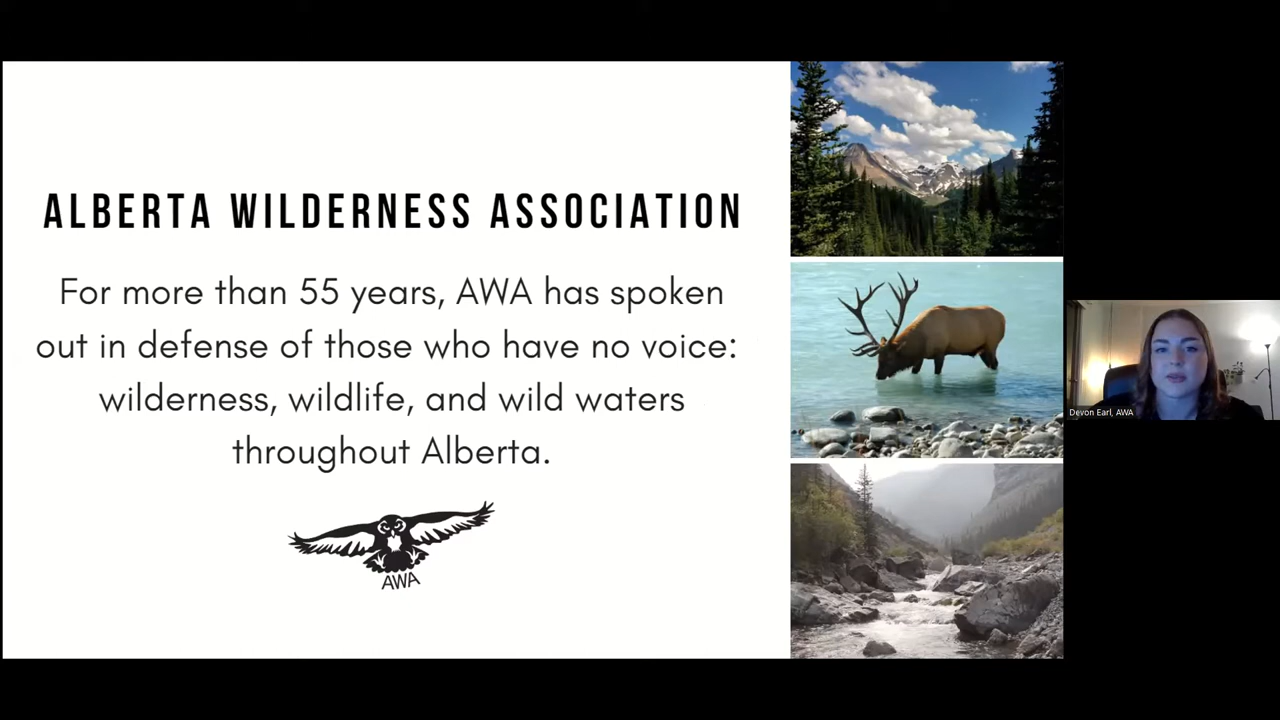 ALBERTA WILDERNESS ASSOCIATION
For more than 55 years, AWA has spoken
out in defense of those who have no voice:
wilderness, wildlife, and wild waters
throughout Alberta.
AWA
Devon Earl, AWA